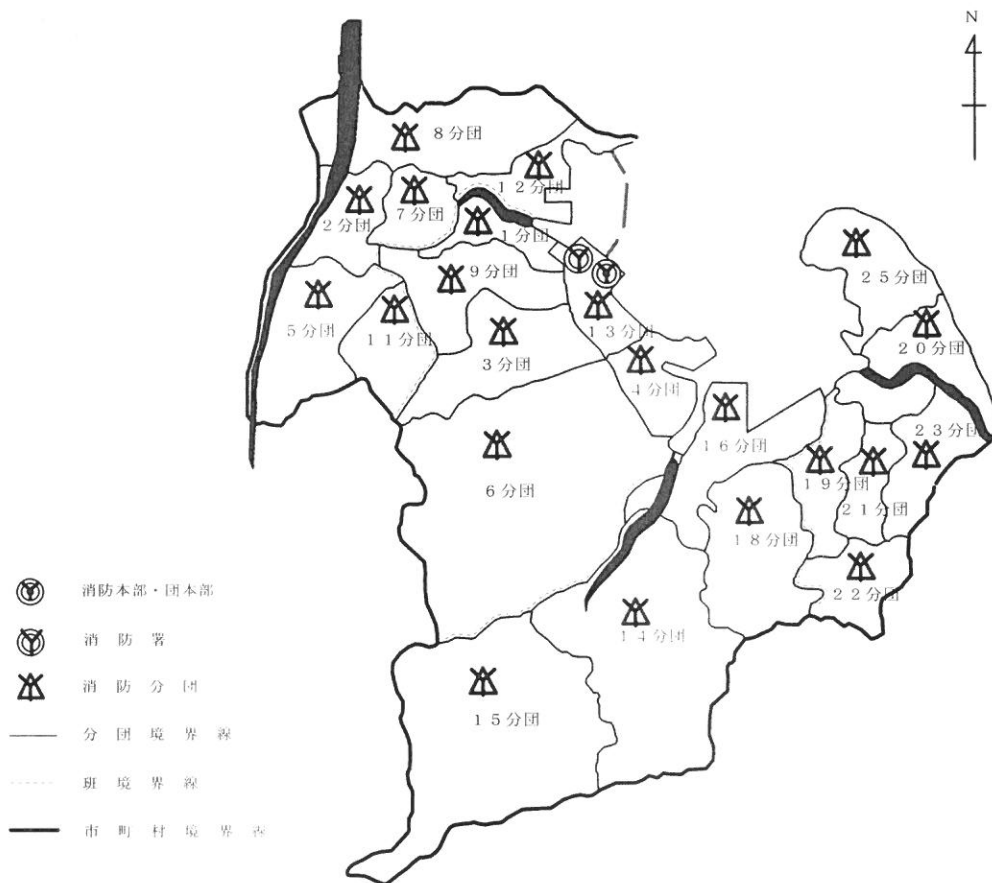 N
8分団
12分団
7分団
2分団
1分団
25分団
9分団
5分団
11分団
13分団
20分団
3分団
4分団
16分団
23分団
6分団
19分団
21分団
18分団
22分団
14分団
15分団
消防本部・団本部
消防署
消防分団
分団境界線
班境界線
市町村境界線